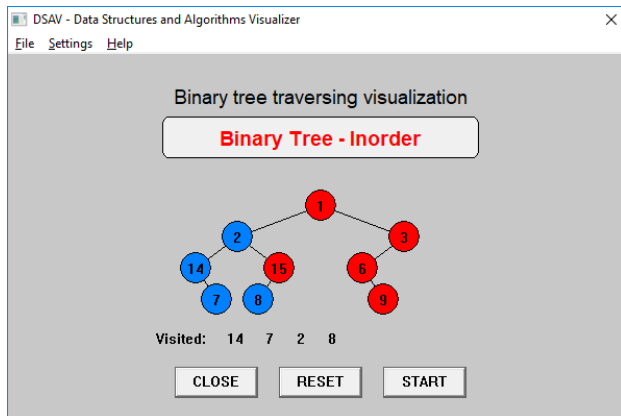 DSAV - Data Structures and Algorithms Visualizer
File Settings Help
Binary tree traversing visualization
Binary Tree - Inorder
1
2 3
14 15 6
7 8 9
Visited: 14 7 2 8
CLOSE RESET START